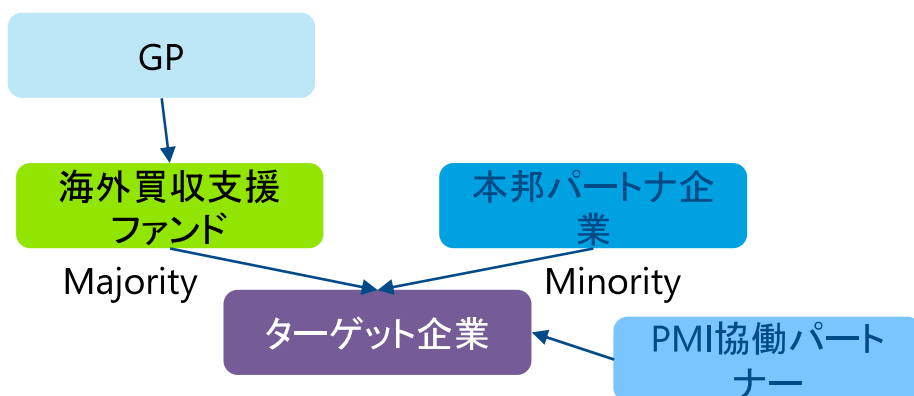 GP
海外買収支援
ファンド
本邦パートナ企
業
Majority
Minority
ターゲット企業
PMI協働パート
ナー